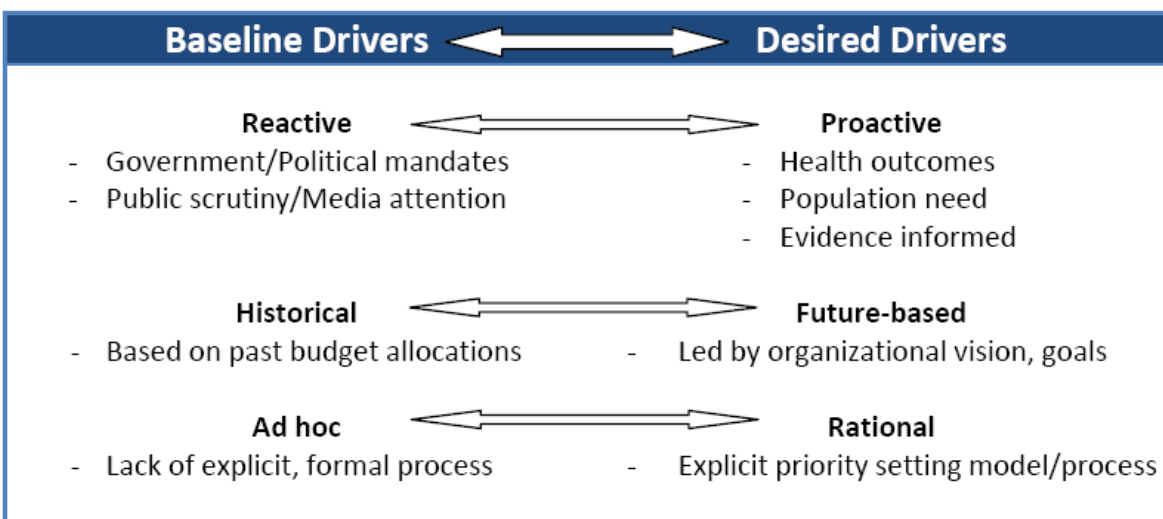 Baseline Drivers Desired Drivers
Reactive Proactive
- Government/Political mandates - Health outcomes
- Public scrutiny/Media attention - Population need
- Evidence informed
Historical Future-based
- Based on past budget allocations - Led by organizational vision, goals
Ad hoc Rational
- Lack of explicit, formal process - Explicit priority setting model/process